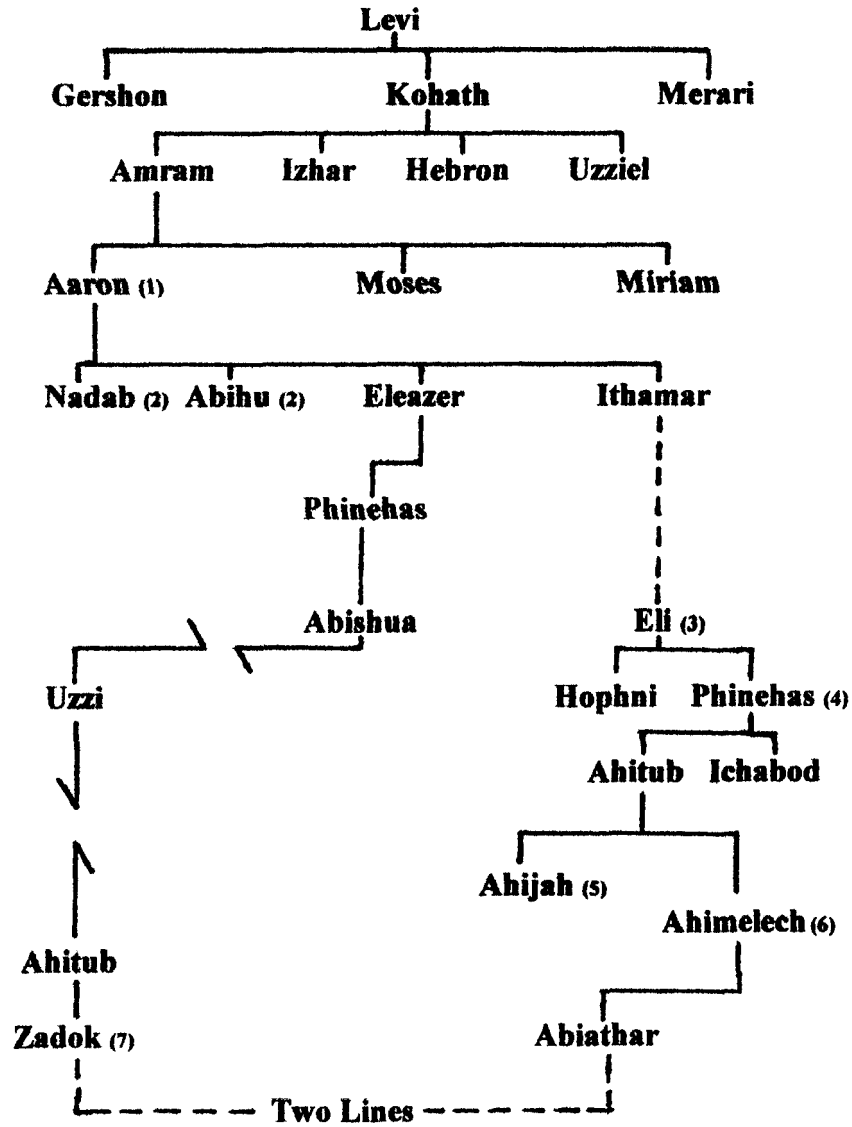 Levi
Gershon Kohath Merari
Amram Izhar Hebron Uzziel
Aaron (1) Moses Miriam
Nadab (2) Abihu (2) Eleazer Ithamar
Phinehas
Abishua Eli (3)
Uzzi Hophni Phinehas (4)
Ahitub Ichabod
Ahijah (5)
Ahimelech (6)
Ahitub
Zadok (7) Abiathar
Two Lines